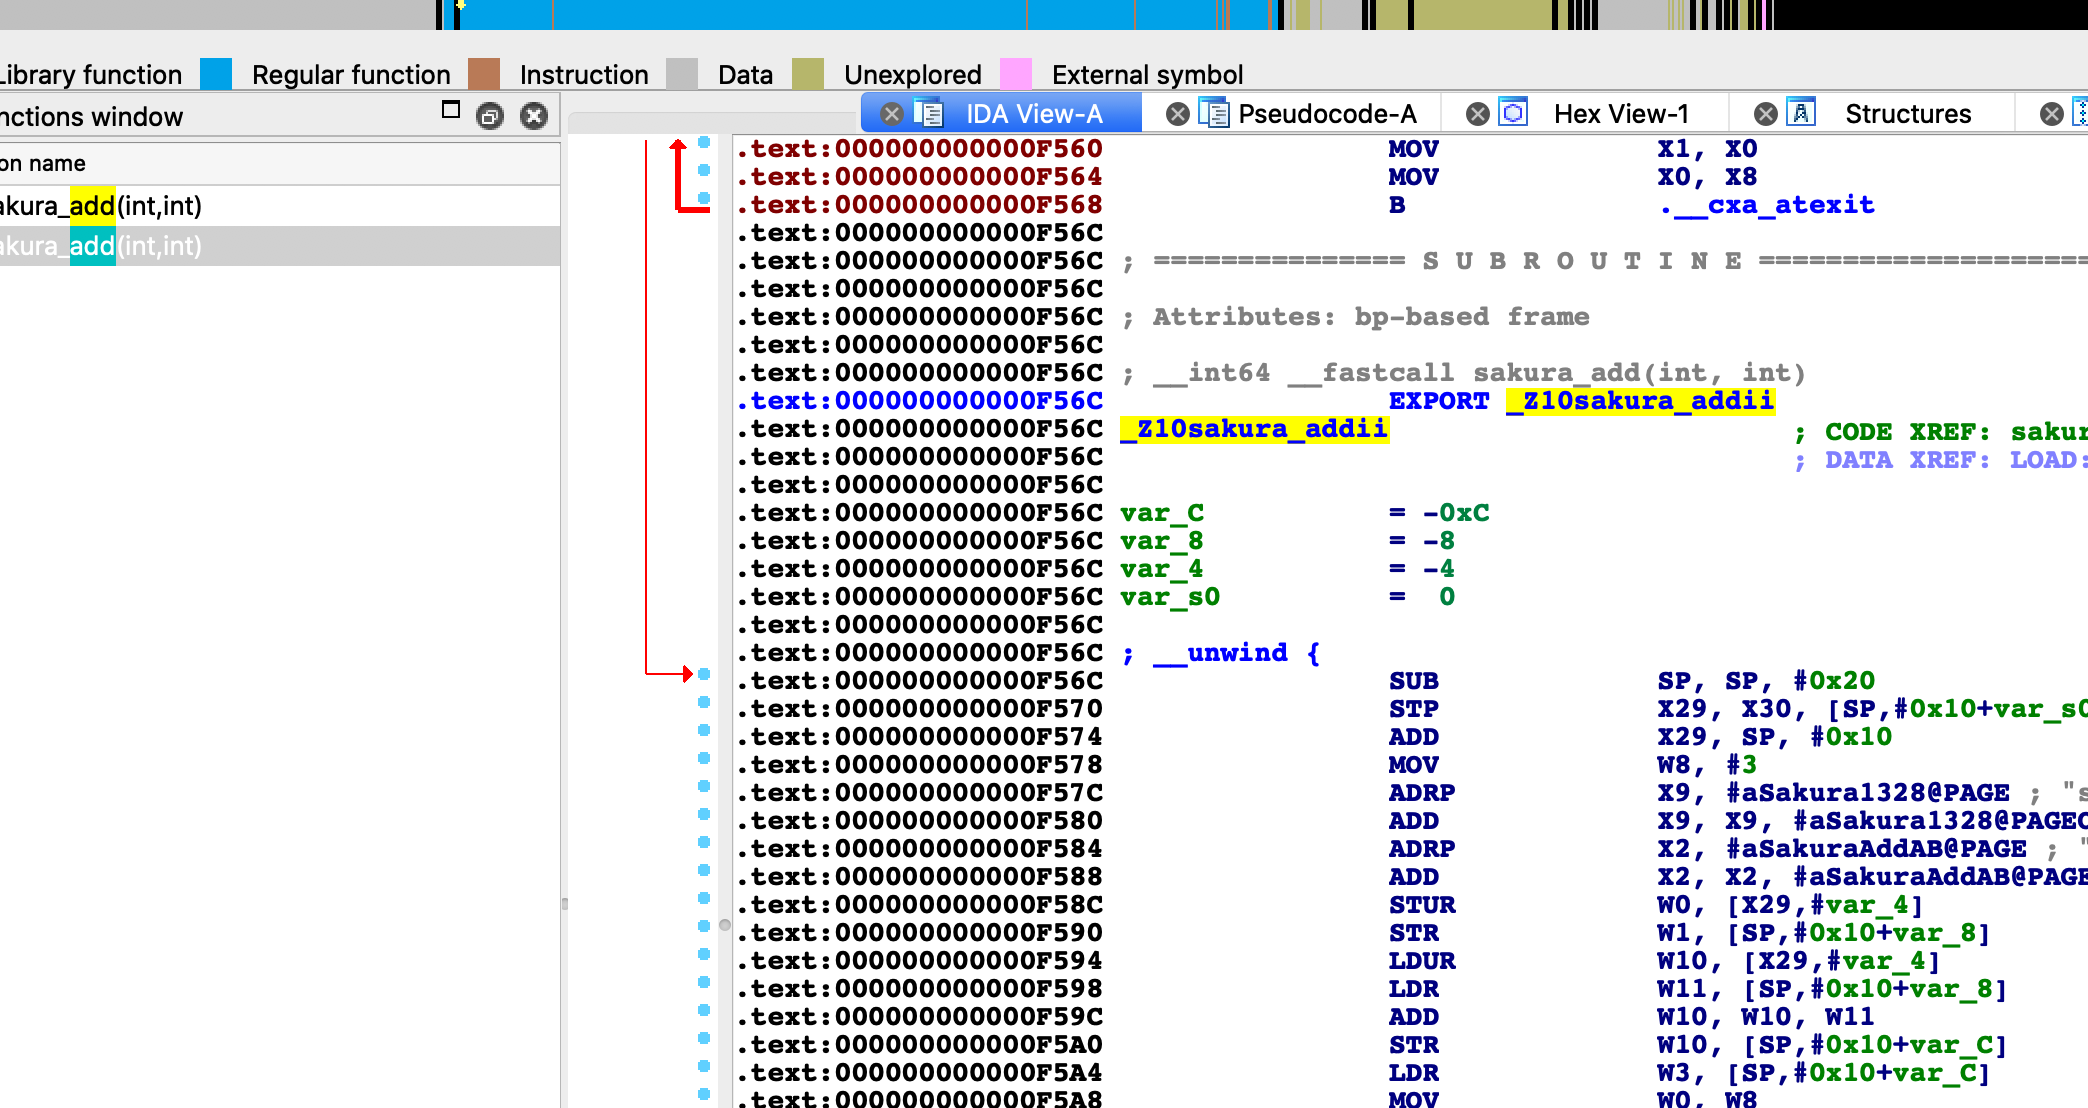 Library function Regular function Instruction Data Unexplored External symbol
nctions window
IDA View-A Pseudocode-A Hex View-1 Structures
on name
akura_add(int,int)
akura_add(int,int)
.text:000000000000F560 MOV X1, X0
.text:000000000000F564 MOV X0, X8
.text:000000000000F568 B .__cxa_atexit
.text:000000000000F56C
.text:000000000000F56C ; =============== S U B R O U T I N E ====================
.text:000000000000F56C
.text:000000000000F56C ; Attributes: bp-based frame
.text:000000000000F56C
.text:000000000000F56C ; __int64 __fastcall sakura_add(int, int)
.text:000000000000F56C EXPORT _Z10sakura_addii
.text:000000000000F56C _Z10sakura_addii ; CODE XREF: sakur
.text:000000000000F56C ; DATA XREF: LOAD:
.text:000000000000F56C
.text:000000000000F56C var_C = -0xC
.text:000000000000F56C var_8 = -8
.text:000000000000F56C var_4 = -4
.text:000000000000F56C var_s0 = 0
.text:000000000000F56C
.text:000000000000F56C ; __unwind {
.text:000000000000F56C SUB SP, SP, #0x20
.text:000000000000F570 STP X29, X30, [SP,#0x10+var_s0
.text:000000000000F574 ADD X29, SP, #0x10
.text:000000000000F578 MOV W8, #3
.text:000000000000F57C ADRP X9, #aSakura1328@PAGE ; "s
.text:000000000000F580 ADD X9, X9, #aSakura1328@PAGEO
.text:000000000000F584 ADRP X2, #aSakuraAddAB@PAGE ; "
.text:000000000000F588 ADD X2, X2, #aSakuraAddAB@PAGE
.text:000000000000F58C STUR W0, [X29,#var_4]
.text:000000000000F590 STR W1, [SP,#0x10+var_8]
.text:000000000000F594 LDUR W10, [X29,#var_4]
.text:000000000000F598 LDR W11, [SP,#0x10+var_8]
.text:000000000000F59C ADD W10, W10, W11
.text:000000000000F5A0 STR W10, [SP,#0x10+var_C]
.text:000000000000F5A4 LDR W3, [SP,#0x10+var_C]
.text:000000000000F5A8 MOV W0, W8